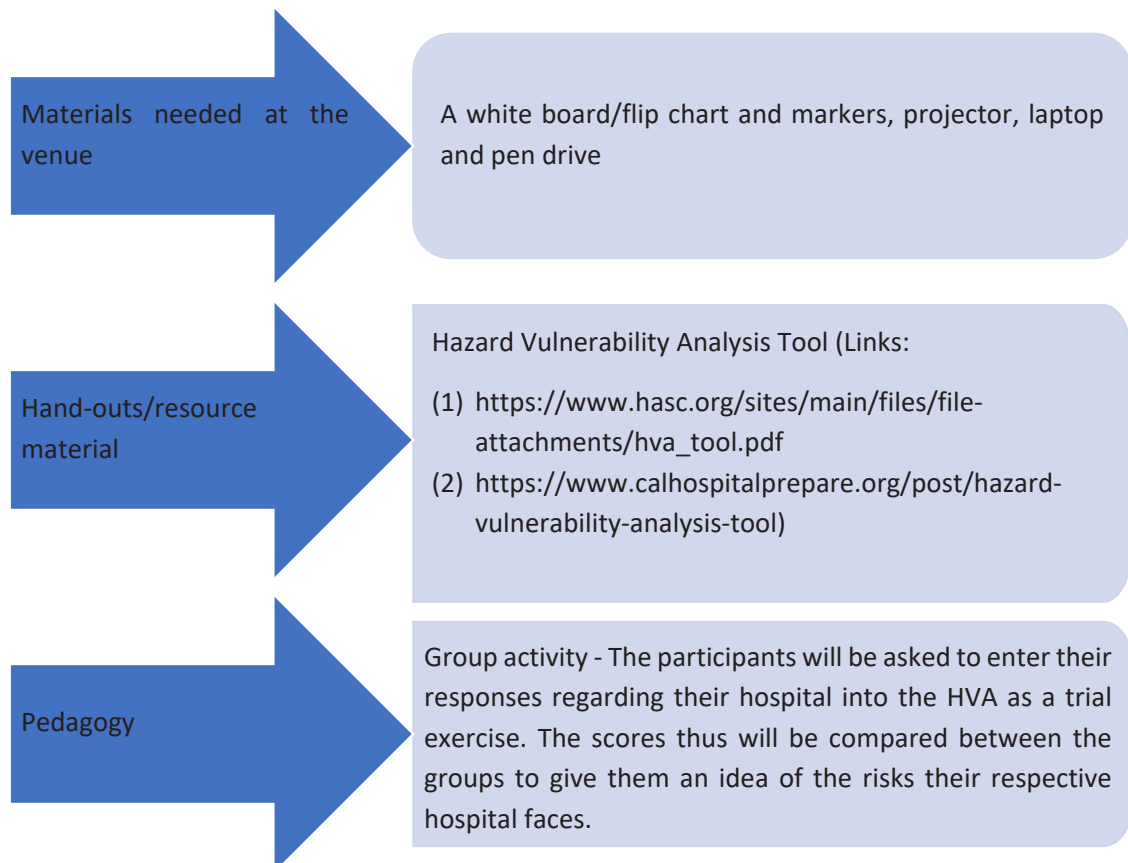 Materials needed at the
venue
A white board/flip chart and markers, projector, laptop
and pen drive
Hand-outs/resource
material
Hazard Vulnerability Analysis Tool (Links:
(1) https://www.hasc.org/sites/main/files/file-
attachments/hva_tool.pdf
(2) https://www.calhospitalprepare.org/post/hazard-
vulnerability-analysis-tool)
Pedagogy
Group activity - The participants will be asked to enter their
responses regarding their hospital into the HVA as a trial
exercise. The scores thus will be compared between the
groups to give them an idea of the risks their respective
hospital faces.